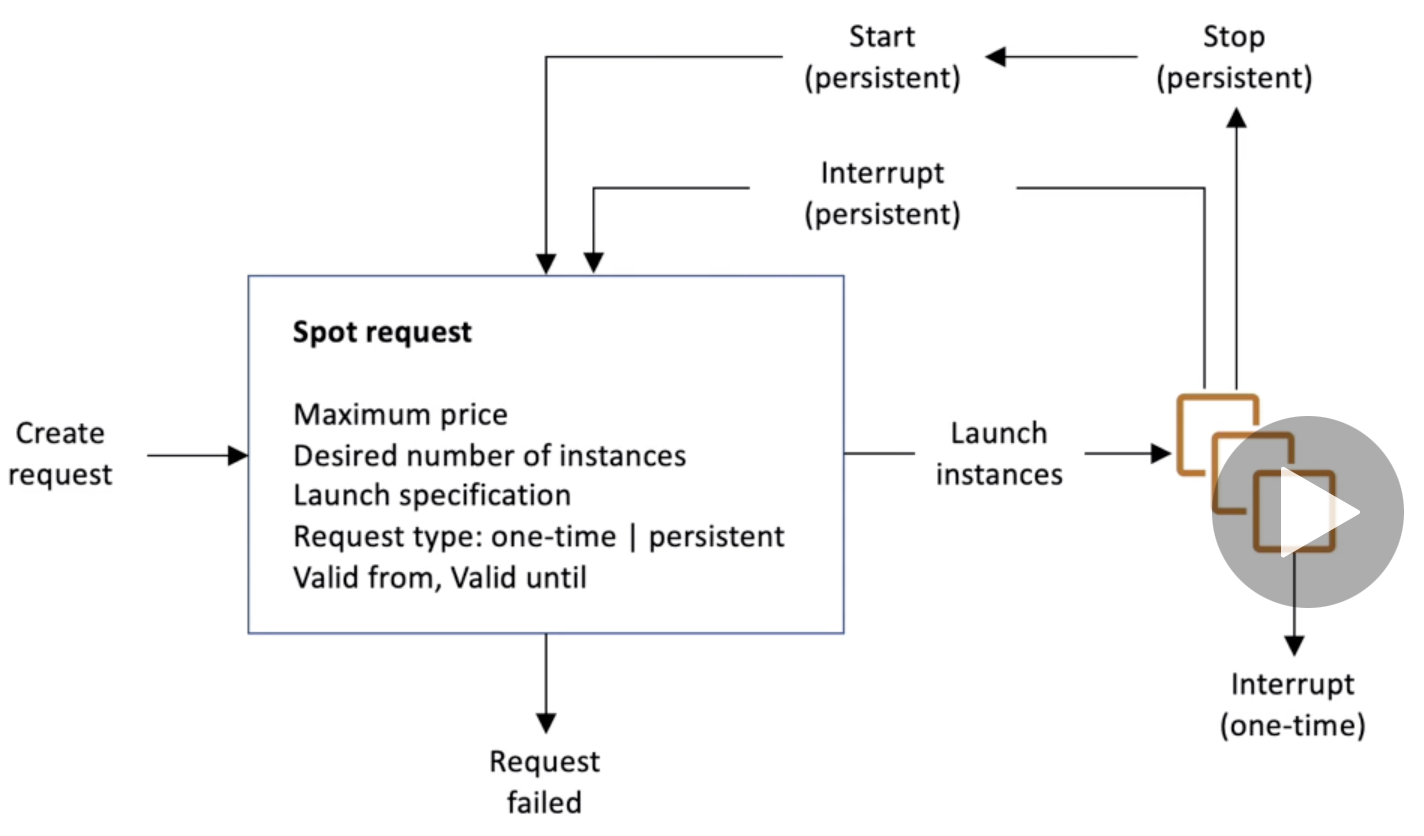 Start
(persistent)
Stop
(persistent)
Interrupt
(persistent)
Spot request
Maximum price
Desired number of instances
Launch specification
Request type: one-time | persistent
Valid from, Valid until
Create
request
Launch
instances
Interrupt
(one-time)
Request
failed